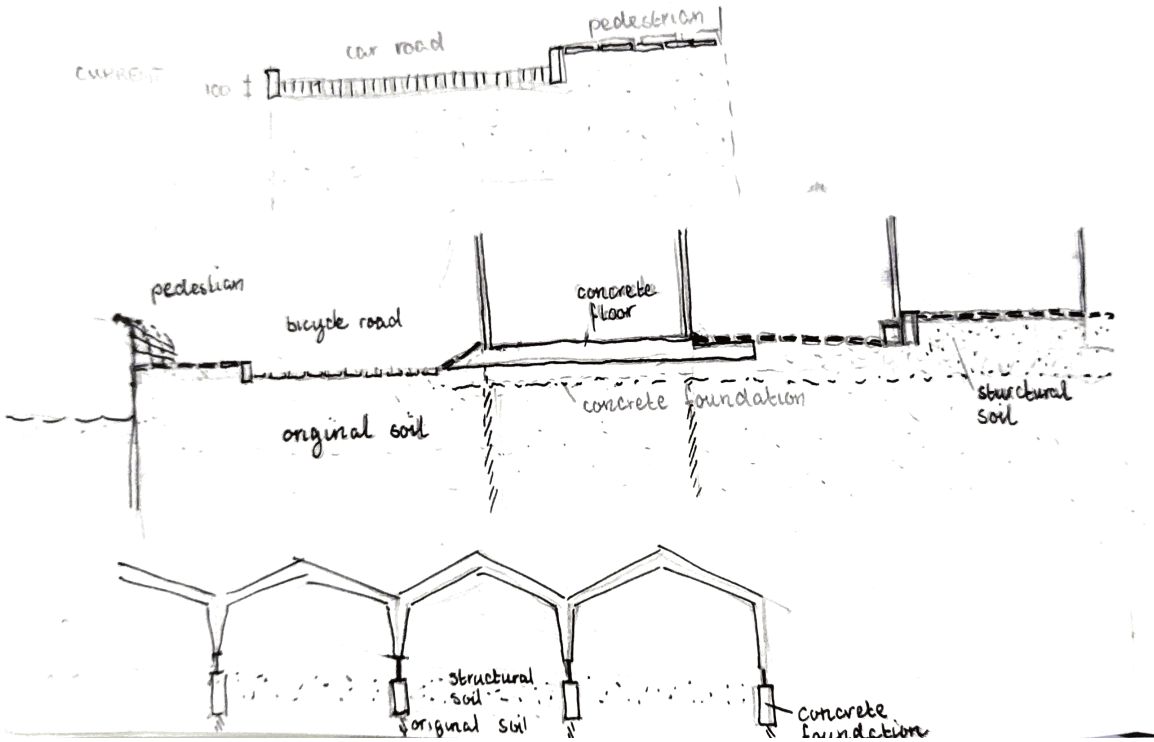 pedestrian
car road
CURRENT
100
pedestian
bicycle road
concrete
floor
concrete foundation
sturctural
soil
original soil
structural
soil
original soil
concrete
foundation